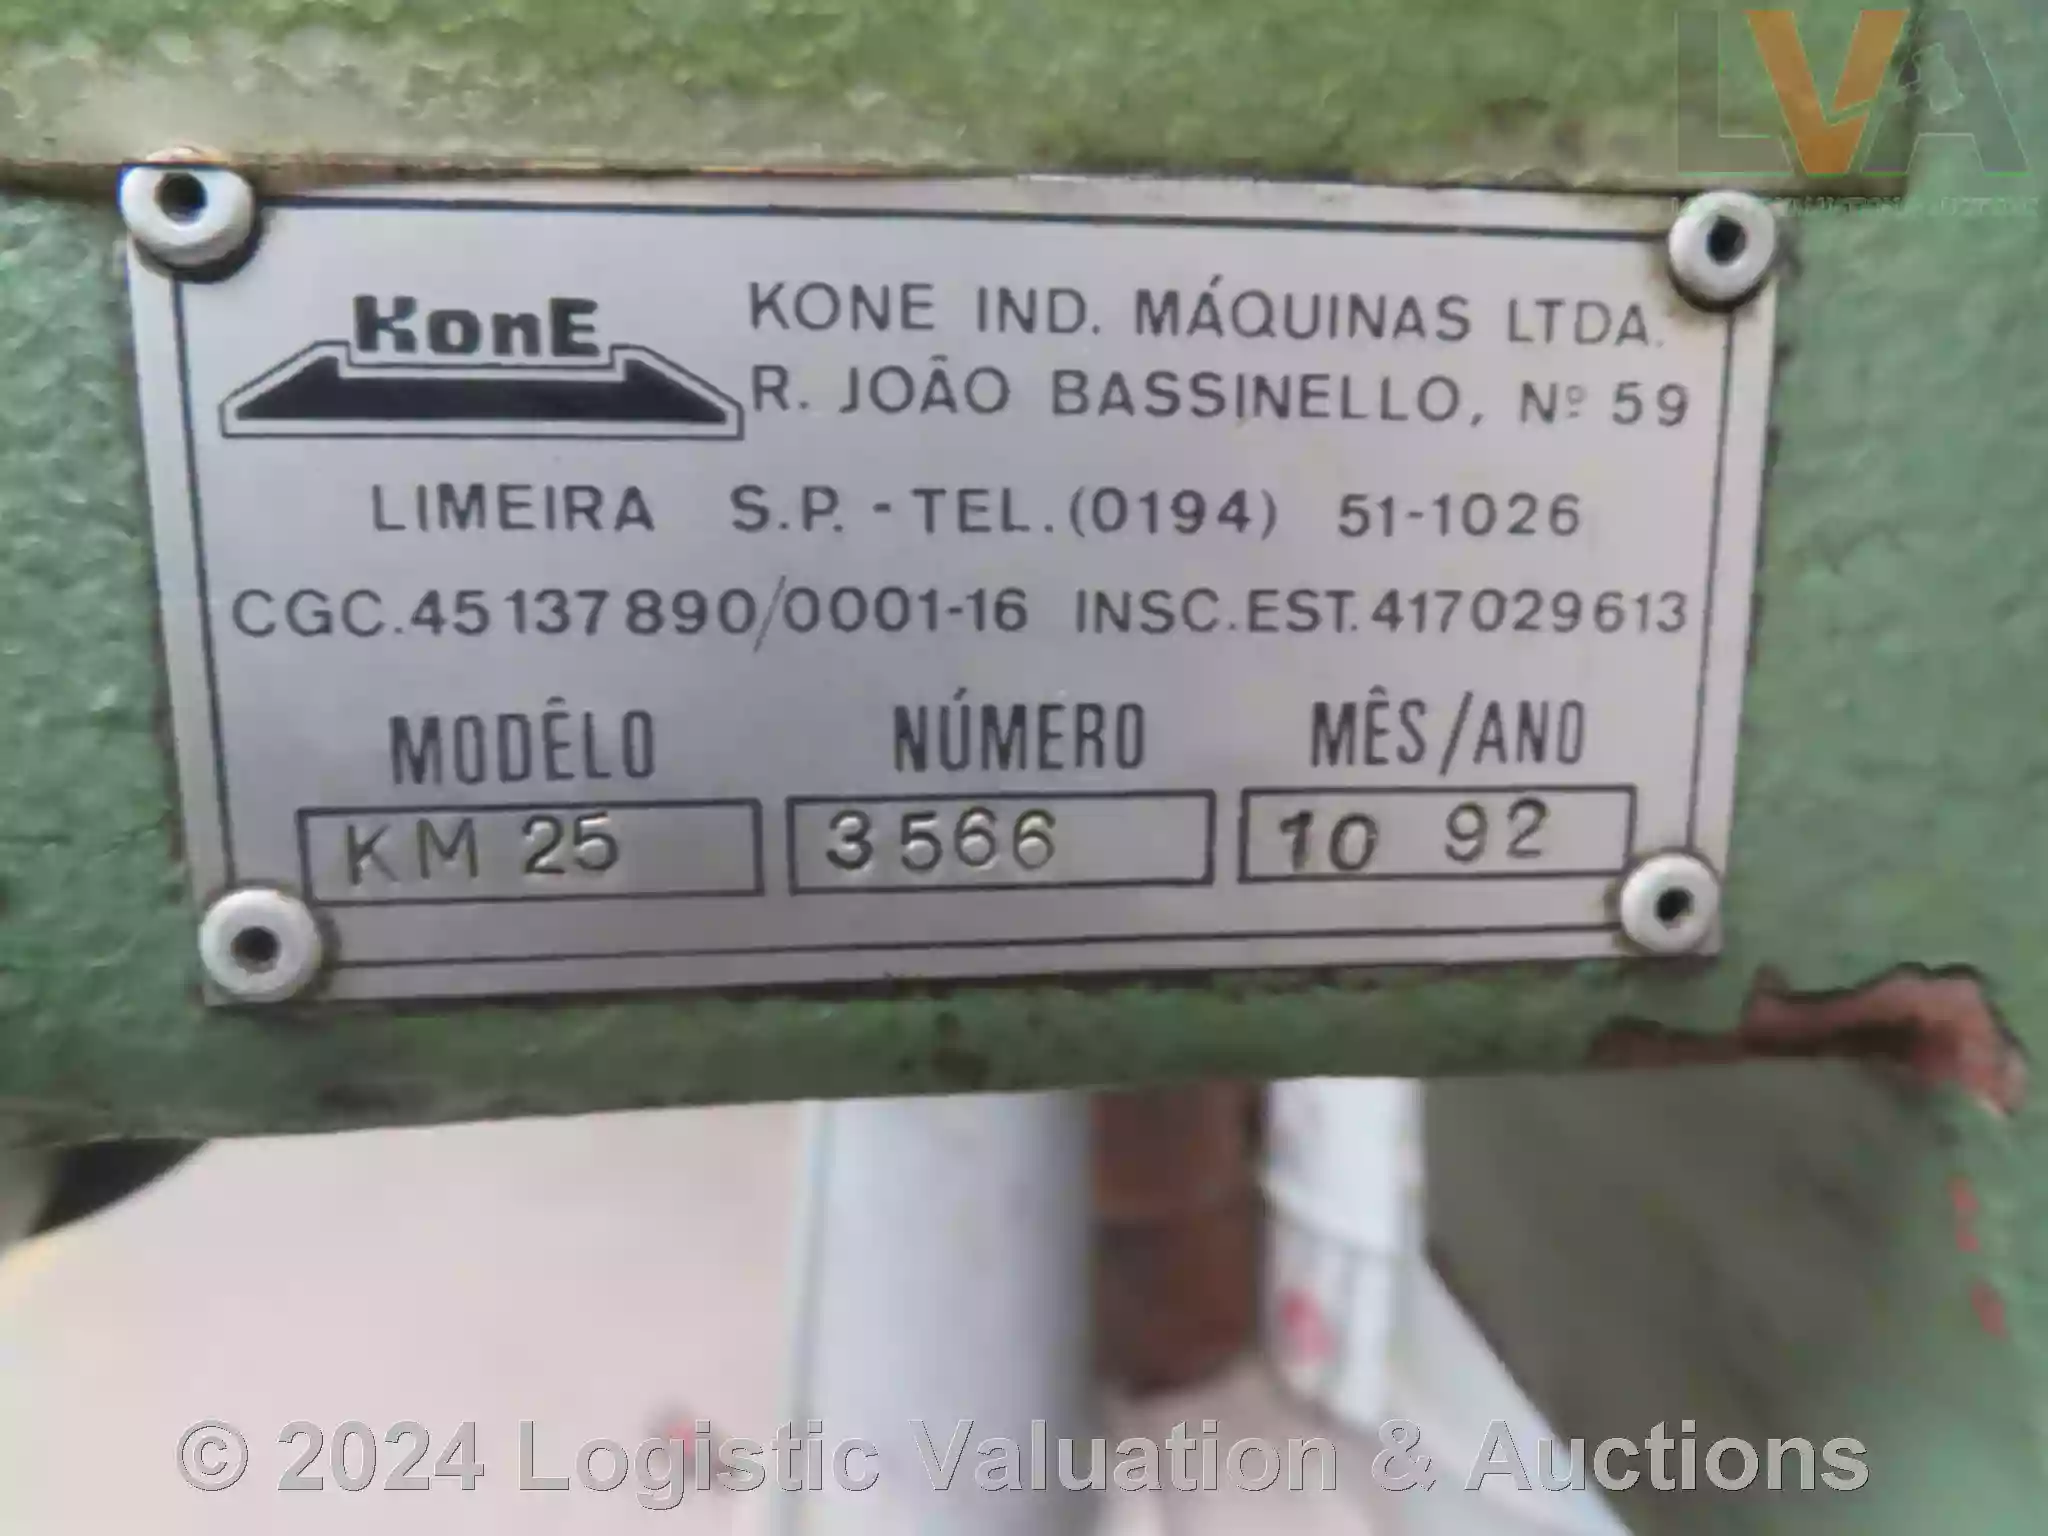 LVA
KonE
KONE IND. MÁQUINAS LTDA.
R. JOÃO BASSINELLO, Nº 59
LIMEIRA S.P. - TEL. (0194) 51-1026
CGC. 45137890/0001-16 INSC. EST. 417029613
MODÊLO NÚMERO MÊS/ANO
KM 25 3566 10 92
© 2024 Logistic Valuation & Auctions